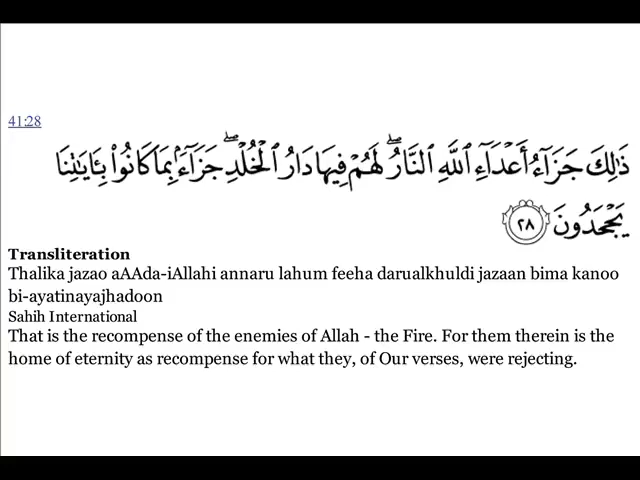 41:28
ذَٰلِكَ جَزَآءُ أَعْدَآءِ ٱللَّهِ ٱلنَّارُ ۖ لَهُمْ فِيهَا دَارُ ٱلْخُلْدِ ۖ جَزَآءًۢ بِمَا كَانُوا۟ بِـَٔايَـٰتِنَا
يَجْحَدُونَ ٢٨
Transliteration
Thalika jazao aAAda-iAllahi annaru lahum feeha darualkhuldi jazaan bima kanoo
bi-ayatinayajhadoon
Sahih International
That is the recompense of the enemies of Allah - the Fire. For them therein is the
home of eternity as recompense for what they, of Our verses, were rejecting.